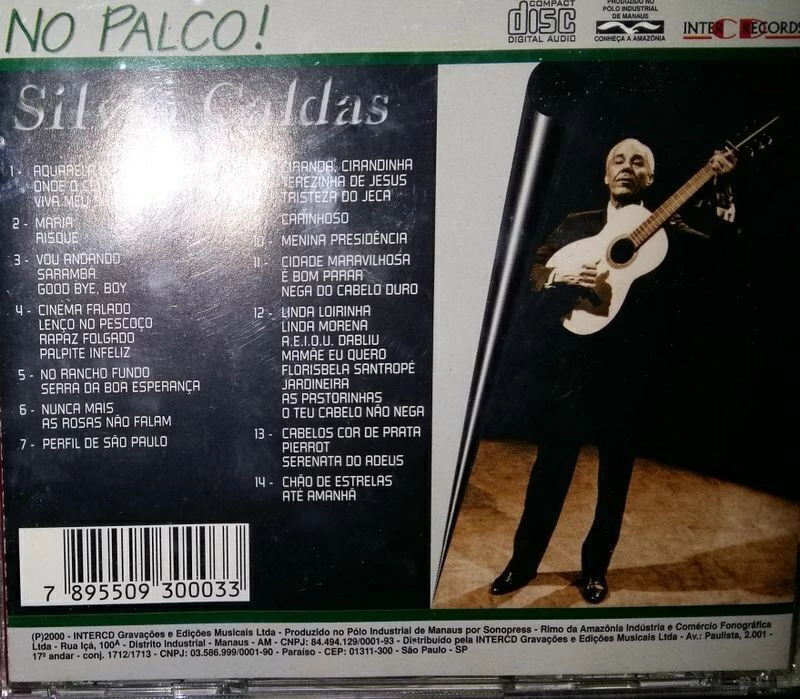 NO PALCO!
COMPACT
disc
DIGITAL AUDIO
PRODUZIDO NO
PÓLO INDUSTRIAL
DE MANAUS
CONHEÇA A AMAZÔNIA
INTER CD RECORDS
Caldas
1 - AQUARELA
ONDE O
VIVA MEU
2 - MARIA
RISQUE
3 - VOU ANDANDO
SARAMBÁ
GOOD BYE, BOY
4 - CINEMA FALADO
LENÇO NO PESCOÇO
RAPAZ FOLGADO
PALPITE INFELIZ
5 - NO RANCHO FUNDO
SERRA DA BOA ESPERANÇA
6 - NUNCA MAIS
AS ROSAS NÃO FALAM
7 - PERFIL DE SÃO PAULO
CIRANDA, CIRANDINHA
TEREZINHA DE JESUS
TRISTEZA DO JECA
CARINHOSO
10 - MENINA PRESIDÊNCIA
11 - CIDADE MARAVILHOSA
É BOM PARAR
NEGA DO CABELO DURO
12 - LINDA LOIRINHA
LINDA MORENA
A.E.I.O.U. DABLIU
MAMÃE EU QUERO
FLORISBELA SANTROPÉ
JARDINEIRA
AS PASTORINHAS
O TEU CABELO NÃO NEGA
13 - CABELOS COR DE PRATA
PIERROT
SERENATA DO ADEUS
14 - CHÃO DE ESTRELAS
ATÉ AMANHÃ
7 895509 300033
(P)2000 - INTERCD Gravações e Edições Musicais Ltda - Produzido no Pólo Industrial de Manaus por Sonopress - Rimo da Amazônia Indústria e Comércio Fonográfica
Ltda - Rua Içá, 100ᴬ - Distrito Industrial - Manaus - AM - CNPJ: 84.494.129/0001-93 - Distribuído pela INTERCD Gravações e Edições Musicais Ltda - Av.: Paulista, 2.001 -
17º andar - conj. 1712/1713 - CNPJ: 03.586.999/0001-90 - Paraíso - CEP: 01311-300 - São Paulo - SP